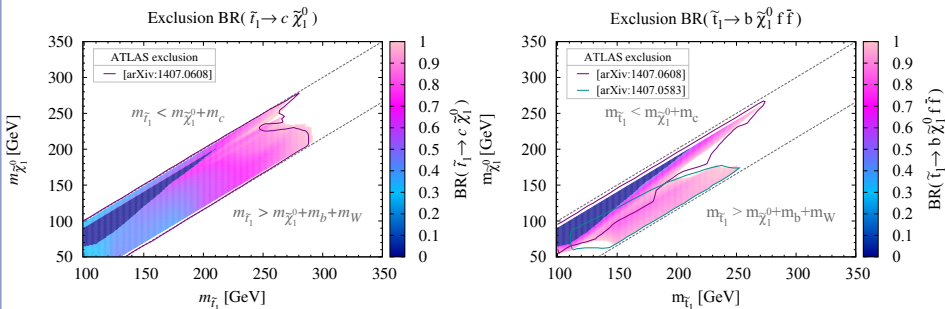 Exclusion BR( t̃₁→ c χ̃₁⁰ )
ATLAS exclusion
[arXiv:1407.0608]
m_t̃₁ < m_χ̃₁⁰+m_c
m_t̃₁ > m_χ̃₁⁰+m_b+m_W
m_χ̃₁⁰ [GeV]
350
300
250
200
150
100
50
100 150 200 250 300 350
m_t̃₁ [GeV]
1
0.9
0.8
0.7
0.6
0.5
0.4
0.3
0.2
0.1
0
BR( t̃₁→ c χ̃₁⁰ )
Exclusion BR( t̃₁→ b χ̃₁⁰ f f̄ )
ATLAS exclusion
[arXiv:1407.0608]
[arXiv:1407.0583]
m_t̃₁ < m_χ̃₁⁰+m_c
m_t̃₁ > m_χ̃₁⁰+m_b+m_W
m_χ̃₁⁰ [GeV]
350
300
250
200
150
100
50
100 150 200 250 300 350
m_t̃₁ [GeV]
1
0.9
0.8
0.7
0.6
0.5
0.4
0.3
0.2
0.1
0
BR( t̃₁→ b χ̃₁⁰ f f̄ )